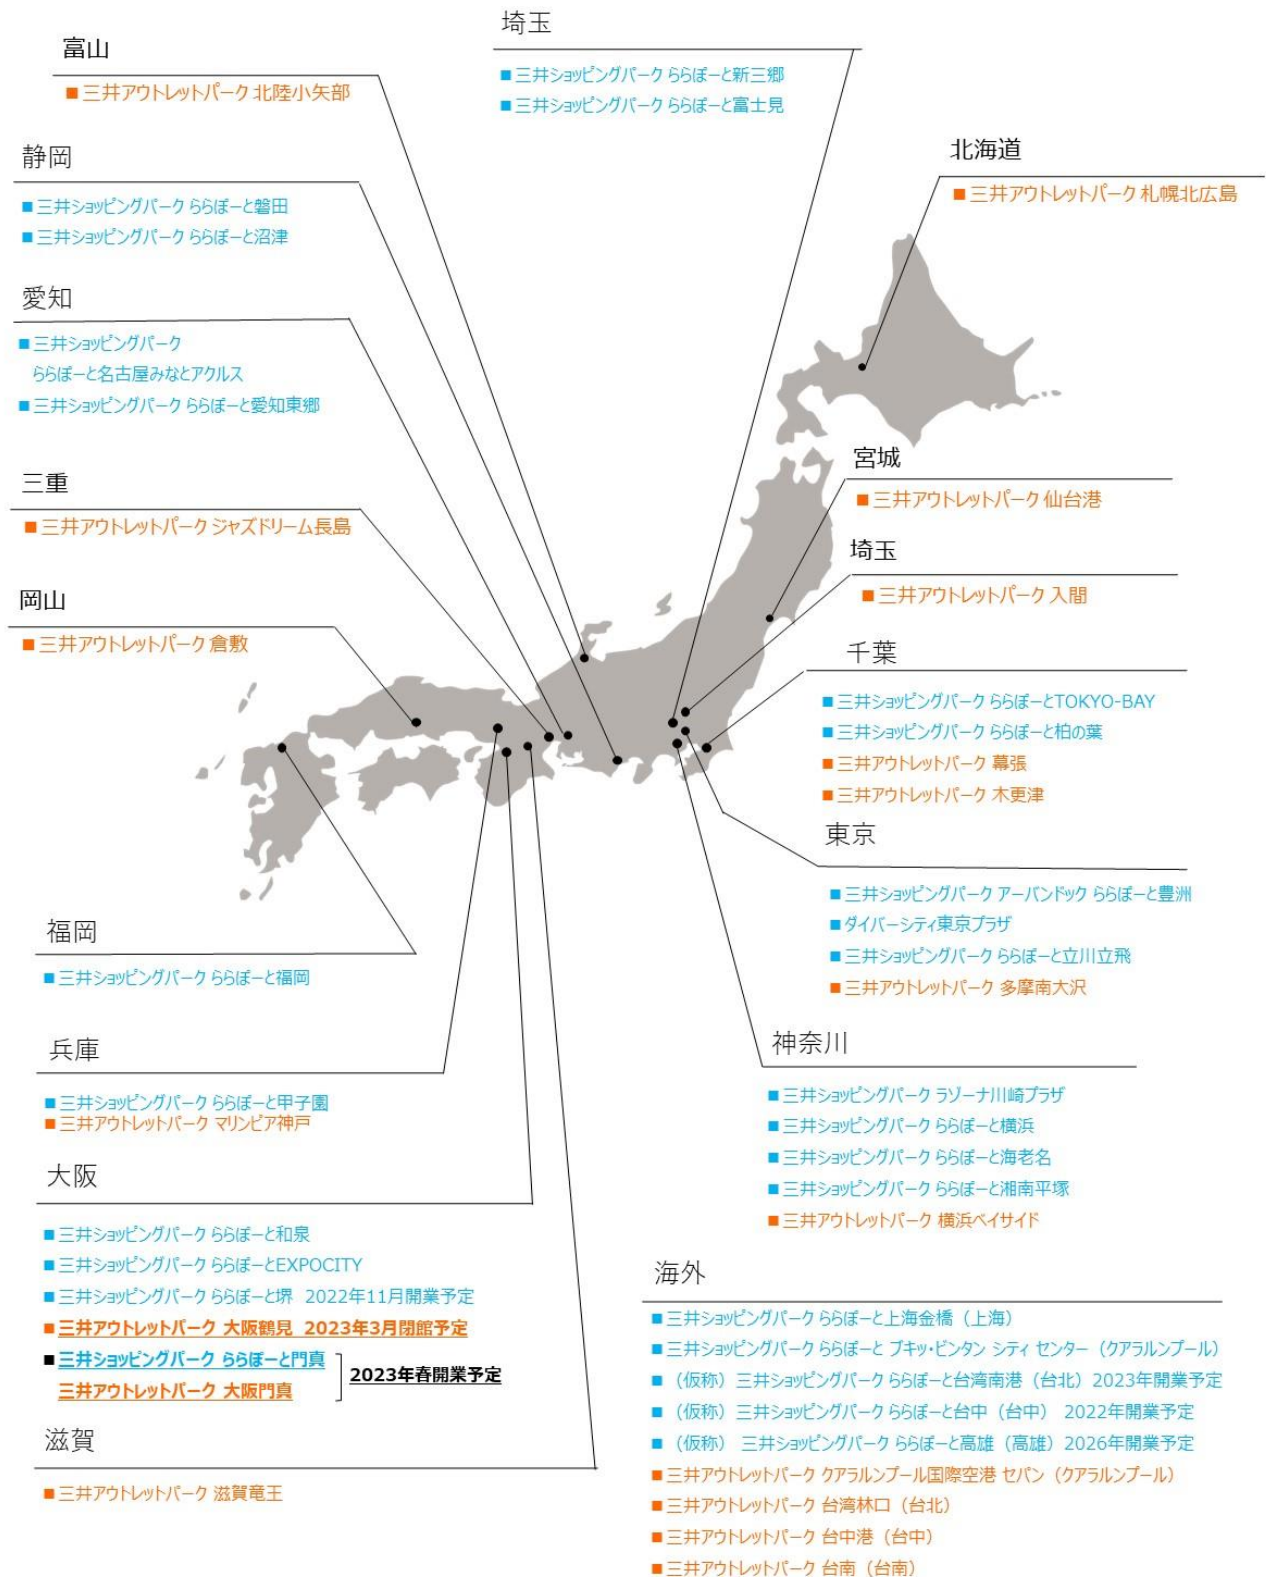 埼玉
■三井ショッピングパーク ららぽーと新三郷
■三井ショッピングパーク ららぽーと富士見
富山
■三井アウトレットパーク 北陸小矢部
静岡
■三井ショッピングパーク ららぽーと磐田
■三井ショッピングパーク ららぽーと沼津
愛知
■三井ショッピングパーク
ららぽーと名古屋みなとアクルス
■三井ショッピングパーク ららぽーと愛知東郷
三重
■三井アウトレットパーク ジャズドリーム長島
岡山
■三井アウトレットパーク 倉敷
北海道
■三井アウトレットパーク 札幌北広島
宮城
■三井アウトレットパーク 仙台港
埼玉
■三井アウトレットパーク 入間
千葉
■三井ショッピングパーク ららぽーとTOKYO-BAY
■三井ショッピングパーク ららぽーと柏の葉
■三井アウトレットパーク 幕張
■三井アウトレットパーク 木更津
東京
■三井ショッピングパーク アーバンドック ららぽーと豊洲
■ダイバーシティ東京プラザ
■三井ショッピングパーク ららぽーと立川立飛
■三井アウトレットパーク 多摩南大沢
神奈川
■三井ショッピングパーク ラゾーナ川崎プラザ
■三井ショッピングパーク ららぽーと横浜
■三井ショッピングパーク ららぽーと海老名
■三井ショッピングパーク ららぽーと湘南平塚
■三井アウトレットパーク 横浜ベイサイド
福岡
■三井ショッピングパーク ららぽーと福岡
兵庫
■三井ショッピングパーク ららぽーと甲子園
■三井アウトレットパーク マリンピア神戸
大阪
■三井ショッピングパーク ららぽーと和泉
■三井ショッピングパーク ららぽーとEXPOCITY
■三井ショッピングパーク ららぽーと堺 2022年11月開業予定
■三井アウトレットパーク 大阪鶴見 2023年3月閉館予定
■三井ショッピングパーク ららぽーと門真
三井アウトレットパーク 大阪門真
2023年春開業予定
滋賀
■三井アウトレットパーク 滋賀竜王
海外
■三井ショッピングパーク ららぽーと上海金橋（上海）
■三井ショッピングパーク ららぽーと ブキッ・ビンタン シティ センター（クアラルンプール）
■（仮称）三井ショッピングパーク ららぽーと台湾南港（台北）2023年開業予定
■（仮称）三井ショッピングパーク ららぽーと台中（台中） 2022年開業予定
■（仮称） 三井ショッピングパーク ららぽーと高雄（高雄）2026年開業予定
■三井アウトレットパーク クアラルンプール国際空港 セパン（クアラルンプール）
■三井アウトレットパーク 台湾林口（台北）
■三井アウトレットパーク 台中港（台中）
■三井アウトレットパーク 台南（台南）